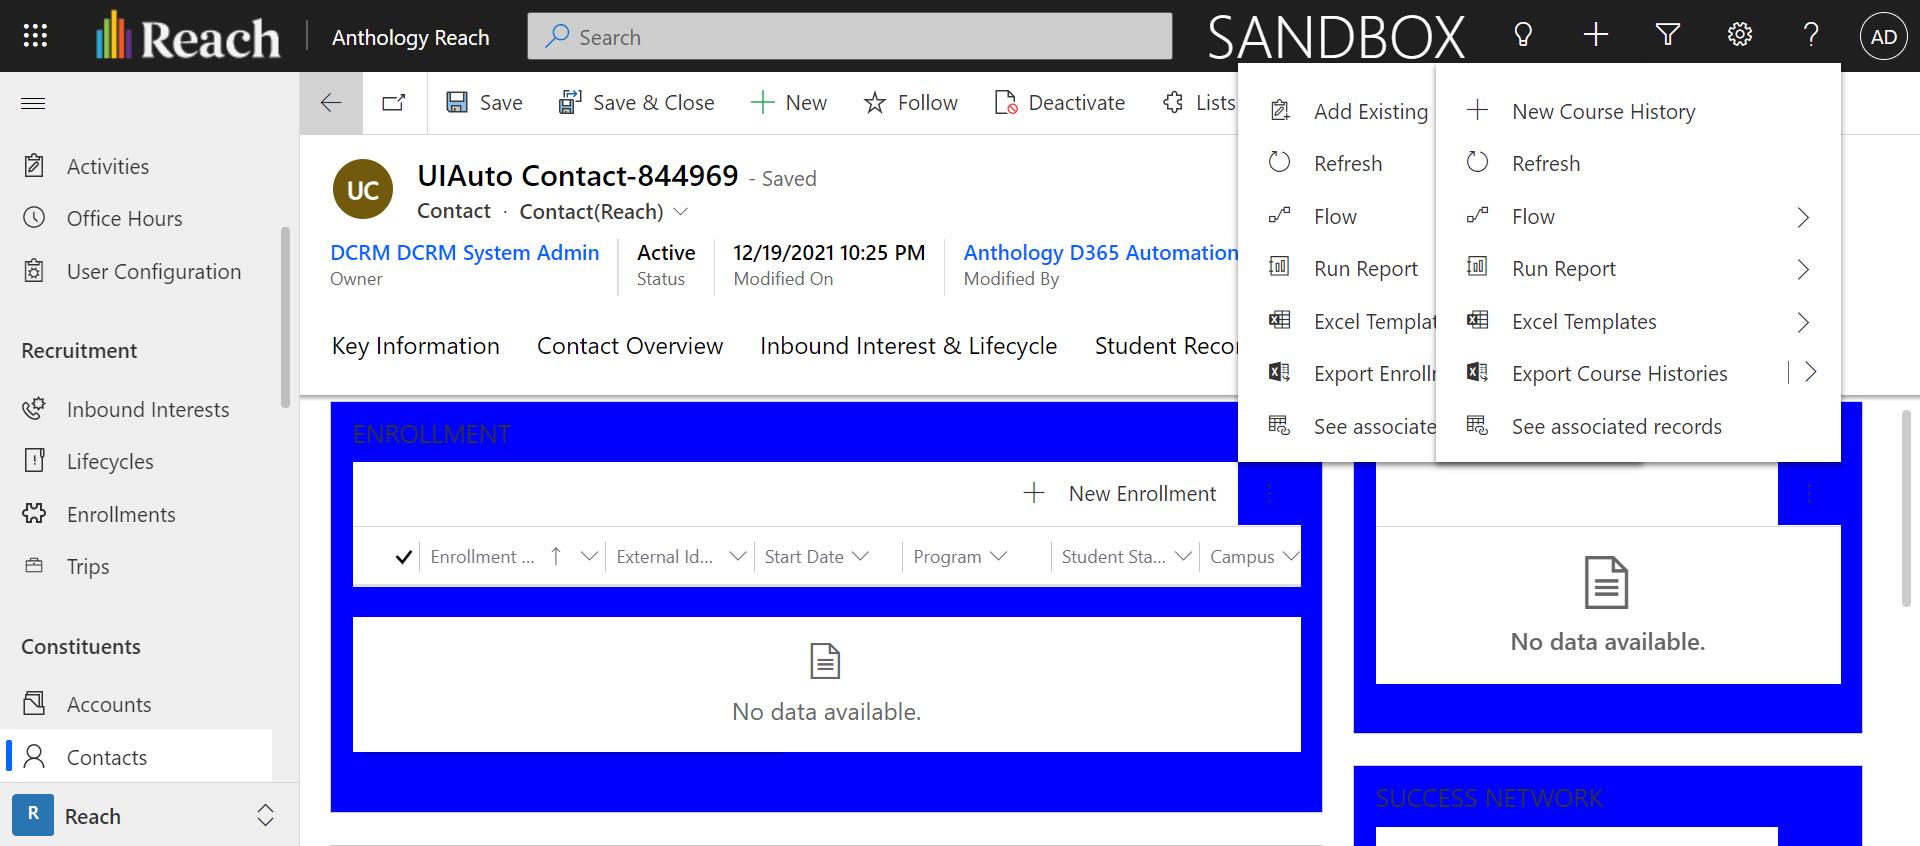 Reach
Anthology Reach
Search
SANDBOX
AD
Save
Save & Close
New
Follow
Deactivate
Lists
Activities
Office Hours
User Configuration
Recruitment
Inbound Interests
Lifecycles
Enrollments
Trips
Constituents
Accounts
Contacts
R
Reach
UC
UIAuto Contact-844969 - Saved
Contact · Contact(Reach)
DCRM DCRM System Admin
Owner
Active
Status
12/19/2021 10:25 PM
Modified On
Anthology D365 Automation
Modified By
Key Information
Contact Overview
Inbound Interest & Lifecycle
Student Recor
Add Existing
Refresh
Flow
Run Report
Excel Templat
Export Enrollr
See associate
New Course History
Refresh
Flow
Run Report
Excel Templates
Export Course Histories
See associated records
ENROLLMENT
New Enrollment
Enrollment ...
External Id...
Start Date
Program
Student Sta...
Campus
No data available.
No data available.
SUCCESS NETWORK